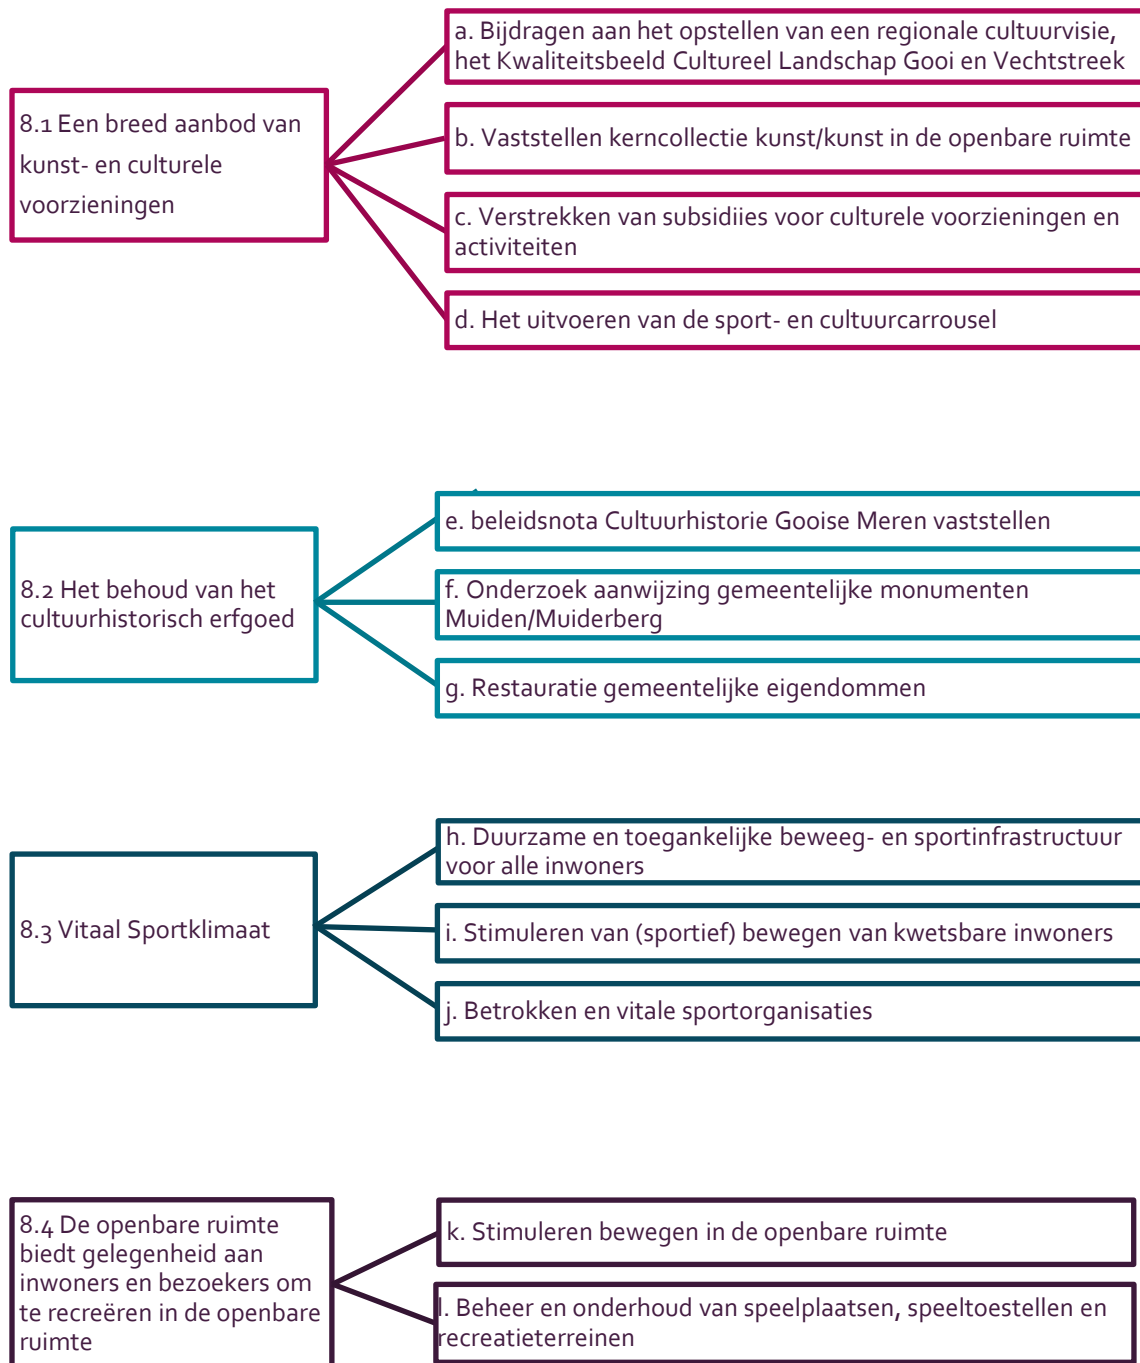 8.1 Een breed aanbod van
kunst- en culturele
voorzieningen
a. Bijdragen aan het opstellen van een regionale cultuurvisie,
het Kwaliteitsbeeld Cultureel Landschap Gooi en Vechtstreek
b. Vaststellen kerncollectie kunst/kunst in de openbare ruimte
c. Verstrekken van subsidiies voor culturele voorzieningen en
activiteiten
d. Het uitvoeren van de sport- en cultuurcarrousel
8.2 Het behoud van het
cultuurhistorisch erfgoed
e. beleidsnota Cultuurhistorie Gooise Meren vaststellen
f. Onderzoek aanwijzing gemeentelijke monumenten
Muiden/Muiderberg
g. Restauratie gemeentelijke eigendommen
8.3 Vitaal Sportklimaat
h. Duurzame en toegankelijke beweeg- en sportinfrastructuur
voor alle inwoners
i. Stimuleren van (sportief) bewegen van kwetsbare inwoners
j. Betrokken en vitale sportorganisaties
8.4 De openbare ruimte
biedt gelegenheid aan
inwoners en bezoekers om
te recreëren in de openbare
ruimte
k. Stimuleren bewegen in de openbare ruimte
l. Beheer en onderhoud van speelplaatsen, speeltoestellen en
recreatieterreinen